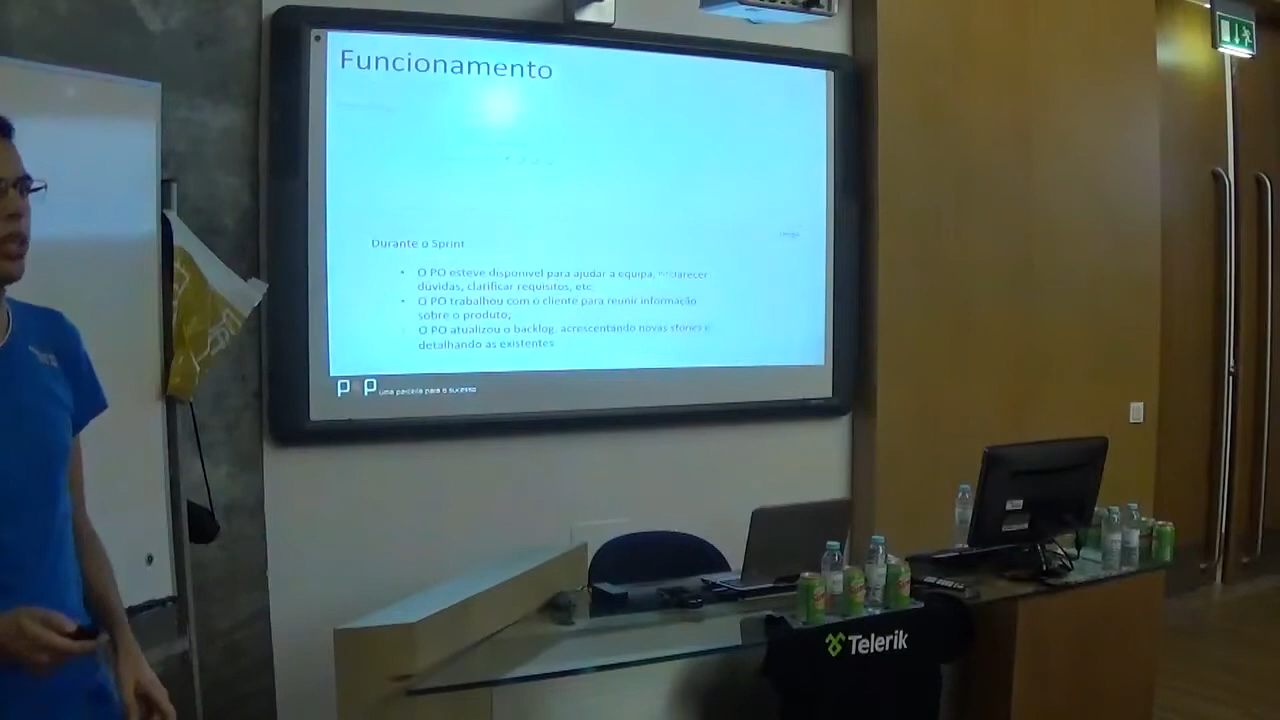 Funcionamento
Durante o Sprint
• O PO esteve disponível para ajudar a equipa,
dúvidas, clarificar requisitos, etc.
• O PO trabalhou com o cliente para reunir informação
sobre o produto,
O PO atualizou o backlog, acrescentando novas stories e
detalhando as existentes
uma parceria para o sucesso
Telerik